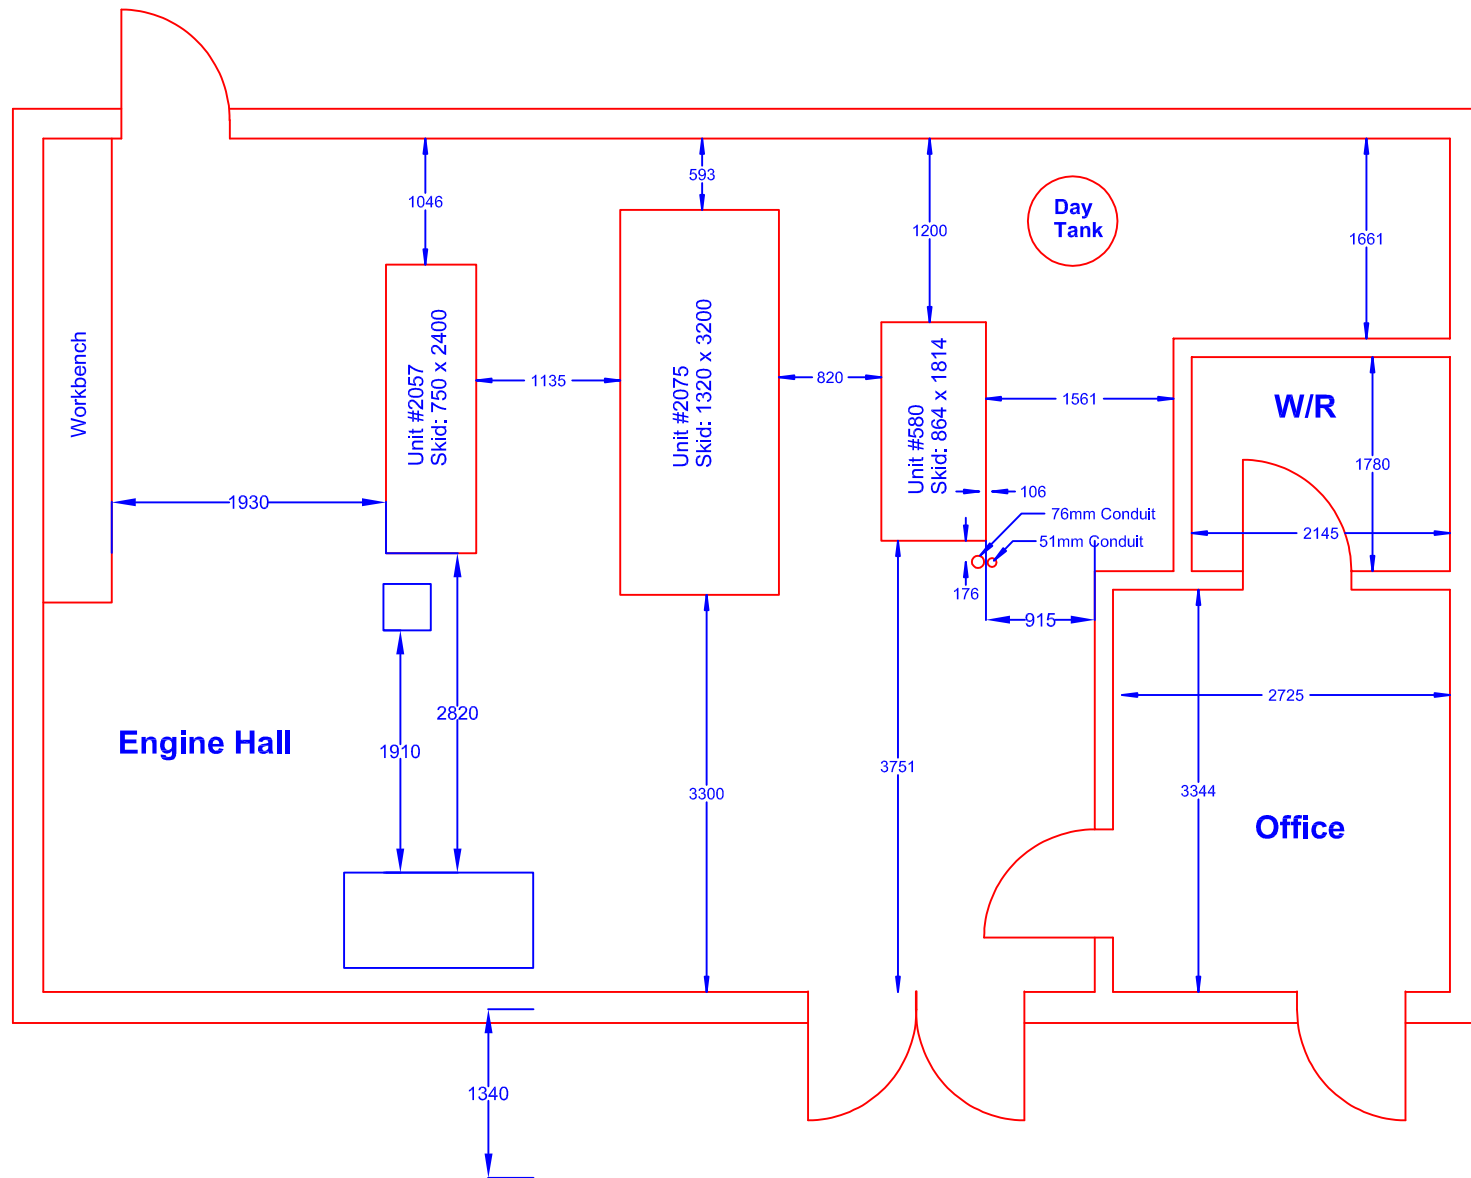 1046
593
1200
Day
Tank
1661
Workbench
Unit #2057
Skid: 750 x 2400
Unit #2075
Skid: 1320 x 3200
Unit #580
Skid: 864 x 1814
1135
820
1561
W/R
1780
1930
106
76mm Conduit
51mm Conduit
2145
176
915
2725
2820
Engine Hall
1910
3751
3300
3344
Office
1340